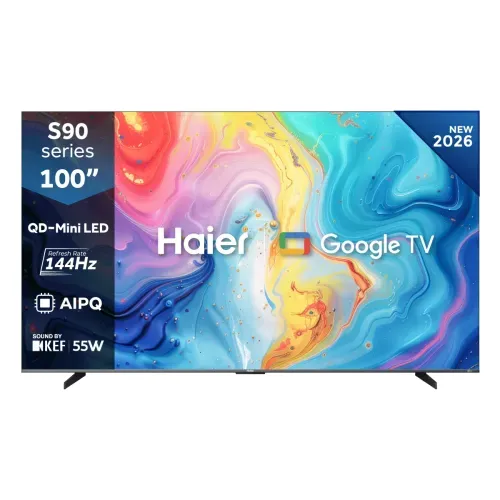 S90
series
100”
QD-Mini LED
Refresh Rate
144Hz
AIPQ
SOUND BY
KEF 55W
Haier
Google TV
NEW
2026